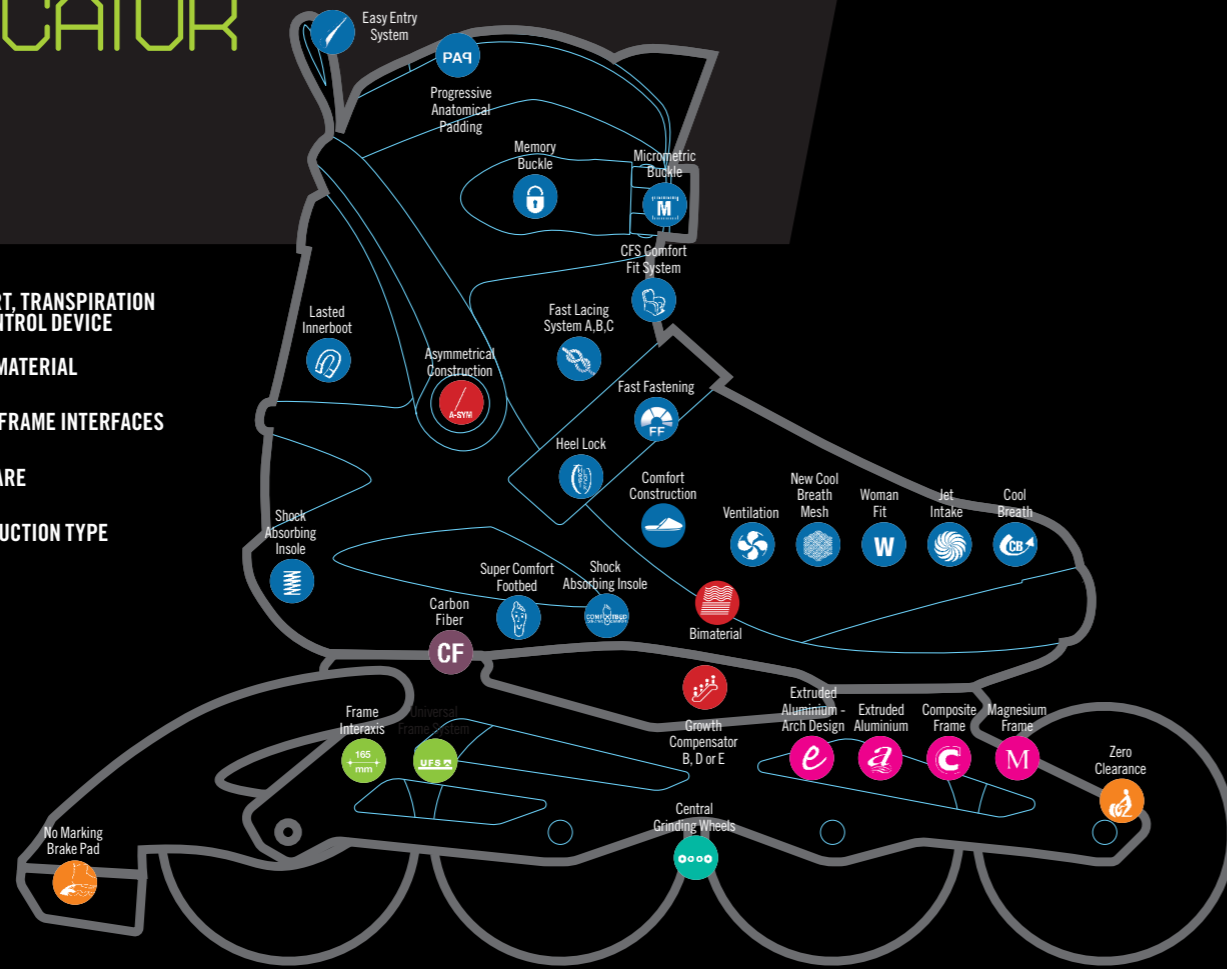 CATOR
Easy Entry
System
PAP
Progressive
Anatomical
Padding
Memory
Buckle
Micrometric
Buckle
M
CFS Comfort
Fit System
RT, TRANSPIRATION
NTROL DEVICE
MATERIAL
FRAME INTERFACES
ARE
UCTION TYPE
Lasted
Innerboot
Fast Lacing
System A,B,C
Asymmetrical
Construction
A-SYM
Fast Fastening
FF
Heel Lock
Comfort
Construction
Ventilation
New Cool
Breath
Mesh
Woman
Fit
W
Jet
Intake
Cool
Breath
CB
Shock
Absorbing
Insole
Super Comfort
Footbed
Shock
Absorbing Insole
Bimaterial
Carbon
Fiber
CF
Growth
Compensator
B, D or E
Frame
Interaxis
165
mm
Universal
Frame System
UFS
Extruded
Aluminium -
Arch Design
e
Extruded
Aluminium
a
Composite
Frame
C
Magnesium
Frame
M
Zero
Clearance
Central
Grinding Wheels
No Marking
Brake Pad